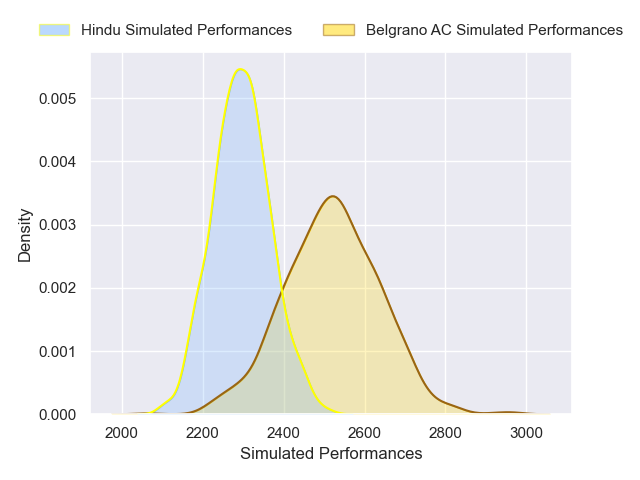 Hindu Simulated Performances
Belgrano AC Simulated Performances
Density
0.005
0.004
0.003
0.002
0.001
0.000
2000 2200 2400 2600 2800 3000
Simulated Performances